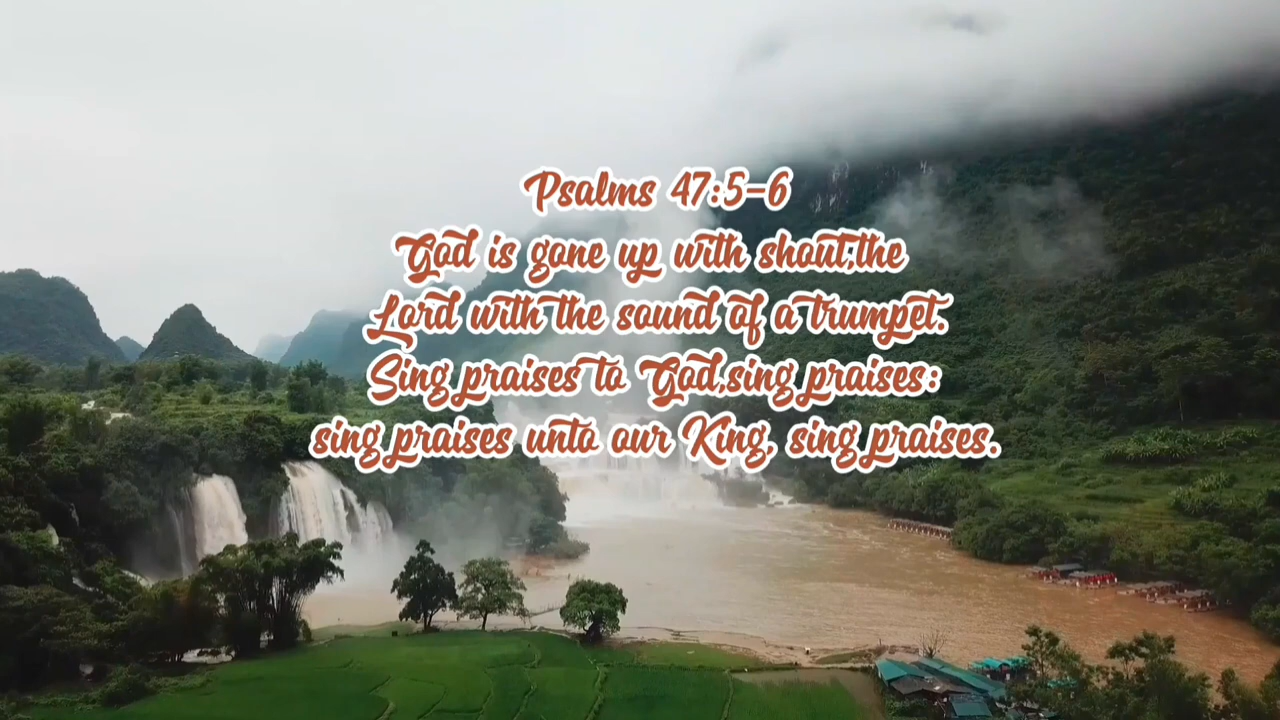 Psalms 47:5-6
God is gone up with shout,the
Lord with the sound of a trumpet.
Sing praises to God,sing praises:
sing praises unto our King, sing praises.